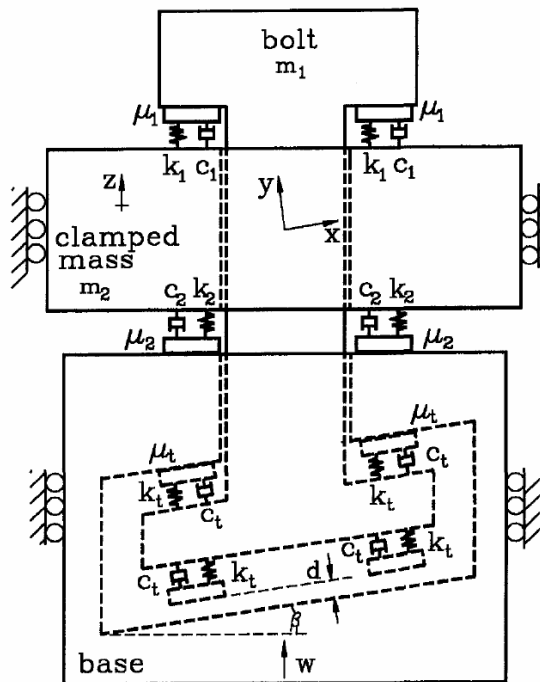 bolt
m₁
μ₁ μ₁
k₁ c₁ k₁ c₁
z y x
clamped
mass
m₂
c₂ k₂ c₂ k₂
μ₂ μ₂
μₜ μₜ
kₜ cₜ kₜ cₜ
cₜ kₜ d cₜ kₜ
β
base w